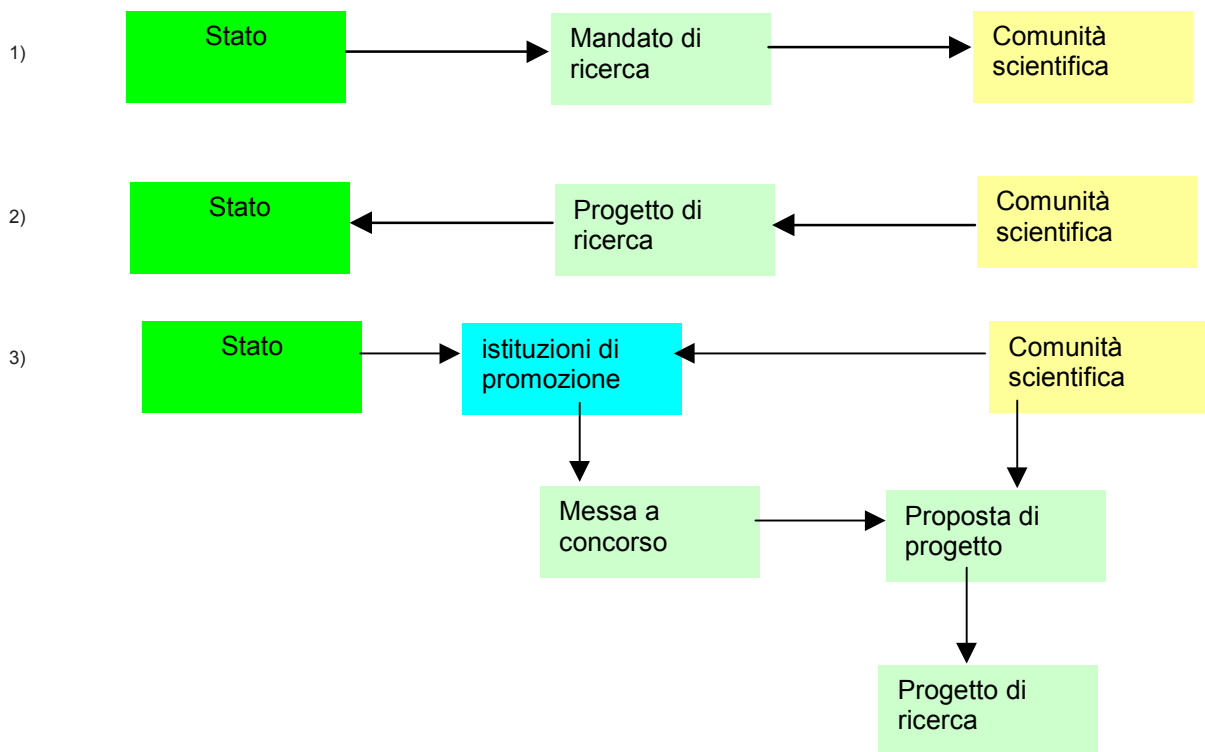 1)
Stato
Mandato di
ricerca
Comunità
scientifica
2)
Stato
Progetto di
ricerca
Comunità
scientifica
3)
Stato
istituzioni di
promozione
Comunità
scientifica
Messa a
concorso
Proposta di
progetto
Progetto di
ricerca